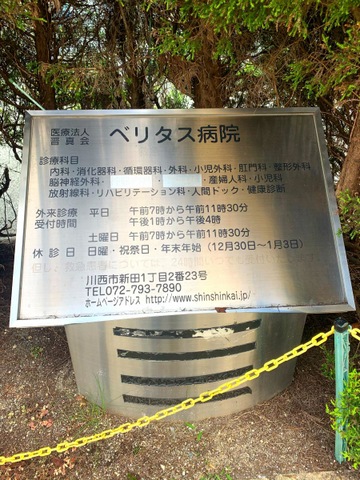 医療法人
晋真会
ベリタス病院
診療科目
内科・消化器科・循環器科・外科・小児外科・肛門科・整形外科
脳神経外科・　・　・産婦人科・小児科
放射線科・リハビリテーション科・人間ドック・健康診断
外来診療 平日 午前7時から午前11時30分
受付時間 午後1時から午後4時
土曜日 午前7時から午前11時30分
休診日 日曜・祝祭日・年末年始(12月30日〜1月3日)
川西市新田1丁目2番23号
TEL072-793-7890
ホームページアドレス http://www.shinshinkai.jp/